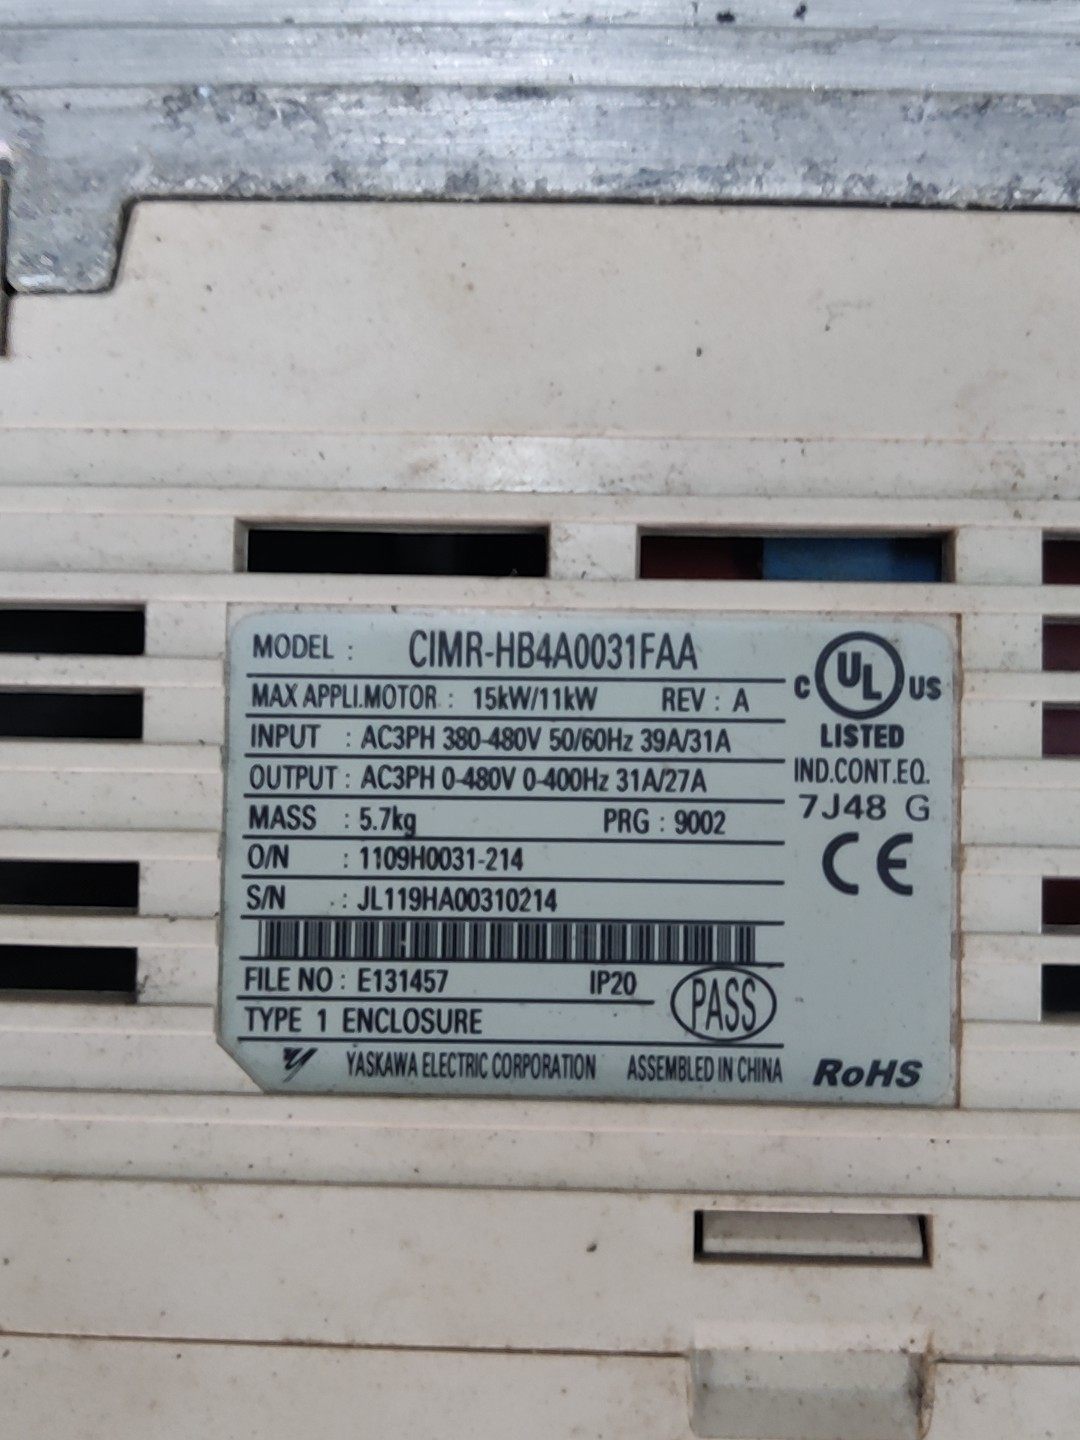 MODEL : CIMR-HB4A0031FAA
MAX APPLI.MOTOR : 15kW/11kW REV : A
INPUT : AC3PH 380-480V 50/60Hz 39A/31A
OUTPUT : AC3PH 0-480V 0-400Hz 31A/27A
MASS : 5.7kg PRG : 9002
O/N : 1109H0031-214
S/N : JL119HA00310214
FILE NO : E131457 IP20 PASS
TYPE 1 ENCLOSURE
YASKAWA ELECTRIC CORPORATION ASSEMBLED IN CHINA
C UL US
LISTED
IND.CONT.EQ.
7J48 G
CE
RoHS